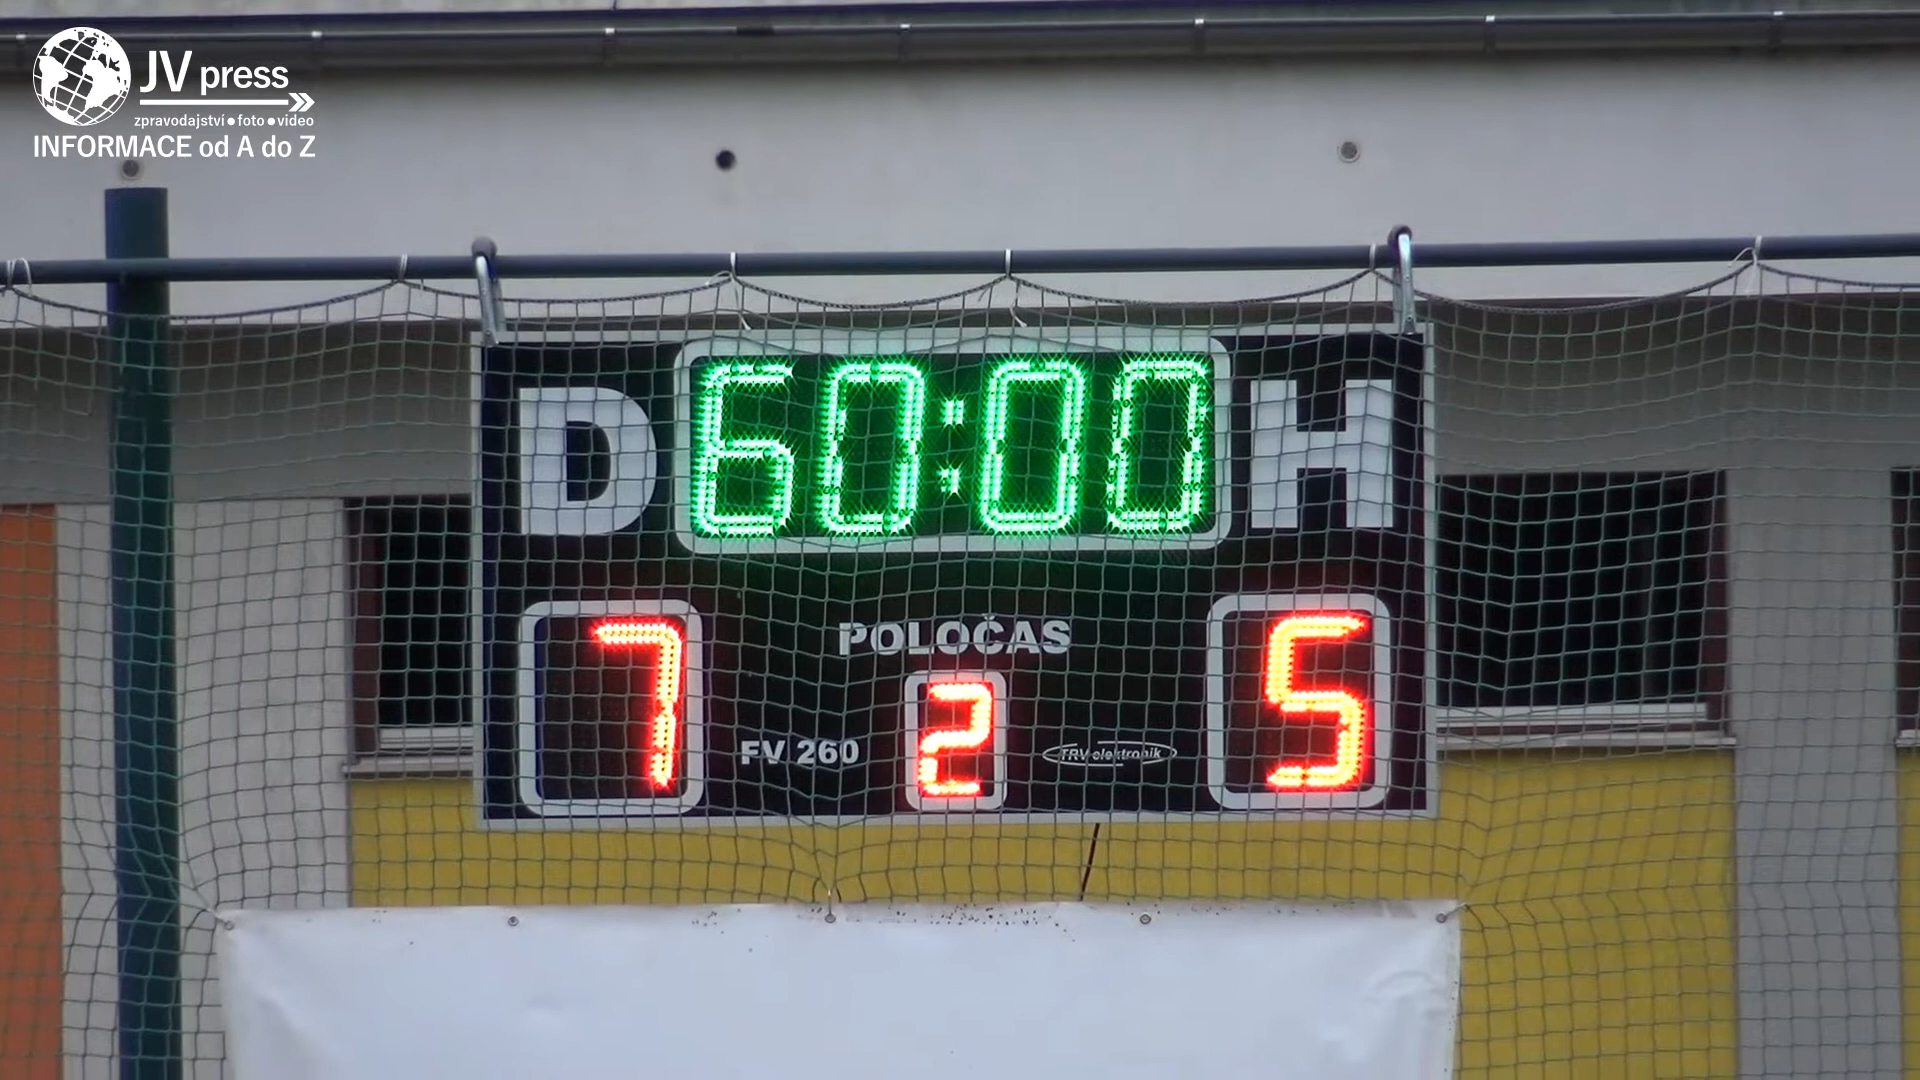 JV press
zpravodajství • foto • video
INFORMACE od A do Z
D 60:00 H
7 POLOČAS 5
2
FV 260 TRV elektronik